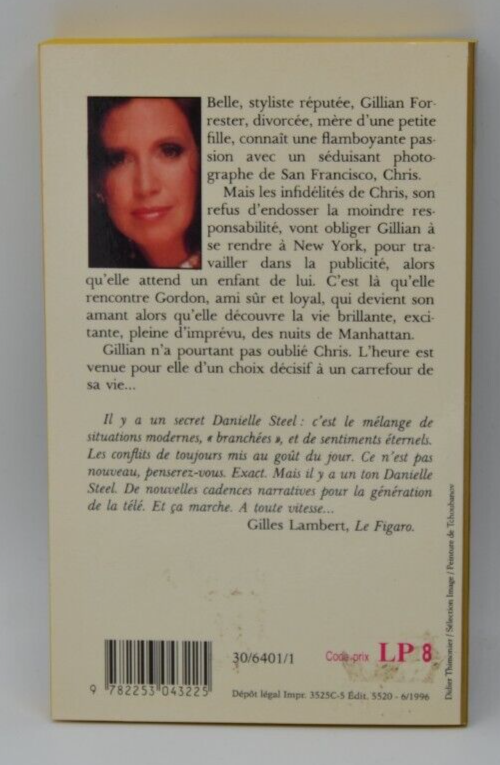 Belle, styliste réputée, Gillian For-
rester, divorcée, mère d'une petite
fille, connaît une flamboyante pas-
sion avec un séduisant photo-
graphe de San Francisco, Chris.
Mais les infidélités de Chris, son
refus d'endosser la moindre res-
ponsabilité, vont obliger Gillian à
se rendre à New York, pour tra-
vailler dans la publicité, alors
qu'elle attend un enfant de lui. C'est là qu'elle
rencontre Gordon, ami sûr et loyal, qui devient son
amant alors qu'elle découvre la vie brillante, exci-
tante, pleine d'imprévu, des nuits de Manhattan.
Gillian n'a pourtant pas oublié Chris. L'heure est
venue pour elle d'un choix décisif à un carrefour de
sa vie...
Il y a un secret Danielle Steel : c'est le mélange de
situations modernes, « branchées », et de sentiments éternels.
Les conflits de toujours mis au goût du jour. Ce n'est pas
nouveau, penserez-vous. Exact. Mais il y a un ton Danielle
Steel. De nouvelles cadences narratives pour la génération
de la télé. Et ça marche. A toute vitesse...
Gilles Lambert, Le Figaro.
Didier Thimonier / Sélection Image / Peinture de Tchoubanov
30/6401/1
Code-prix LP 8
9 782253 043225
Dépôt légal Impr. 3525C-5 Édit. 5520 - 6/1996